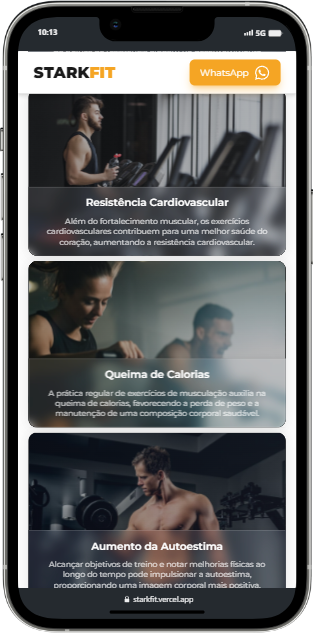 10:13
5G
STARKFIT
WhatsApp
Resistência Cardiovascular
Além do fortalecimento muscular, os exercícios
cardiovasculares contribuem para uma melhor saúde do
coração, aumentando a resistência cardiovascular.
Queima de Calorias
A prática regular de exercícios de musculação auxilia na
queima de calorias, favorecendo a perda de peso e a
manutenção de uma composição corporal saudável.
Aumento da Autoestima
Alcançar objetivos de treino e notar melhorias físicas ao
longo do tempo pode impulsionar a autoestima,
proporcionando uma imagem corporal mais positiva.
starkfit.vercel.app